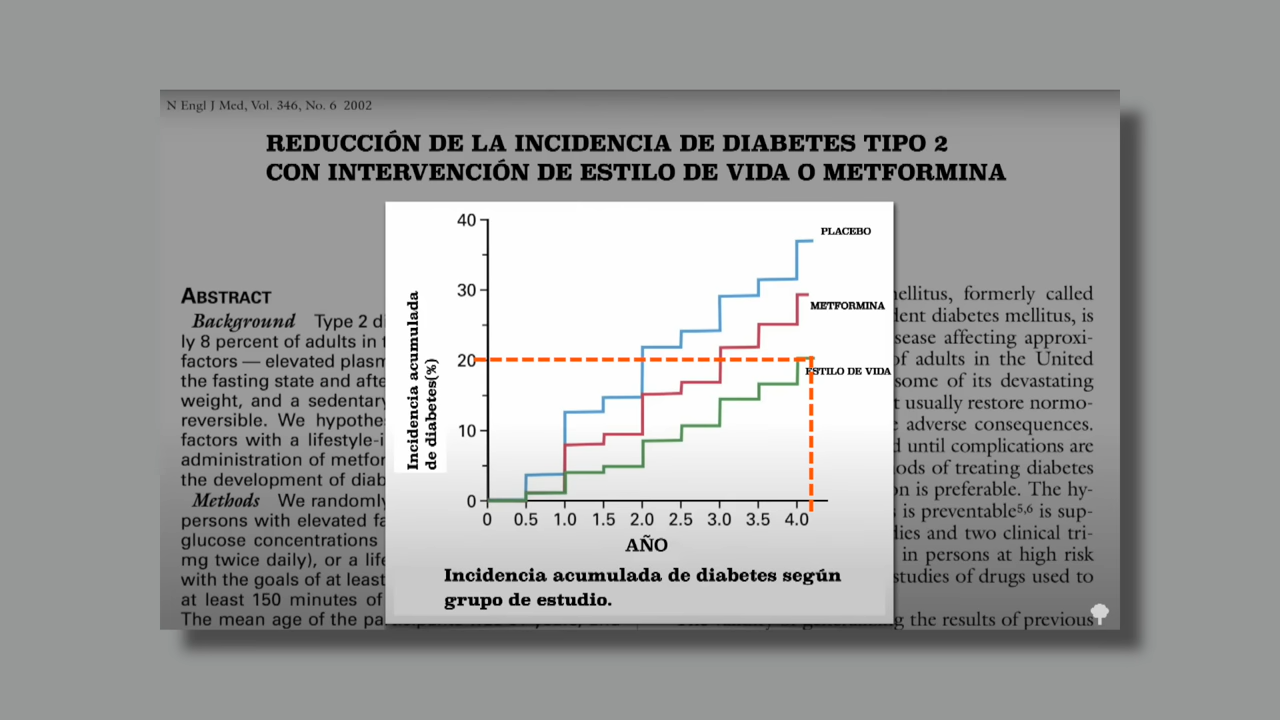 N Engl J Med, Vol. 346, No. 6 2002
REDUCCIÓN DE LA INCIDENCIA DE DIABETES TIPO 2
CON INTERVENCIÓN DE ESTILO DE VIDA O METFORMINA
ABSTRACT
Background Type 2 di
ly 8 percent of adults in t
factors — elevated plasm
the fasting state and afte
weight, and a sedentary
reversible. We hypothe
factors with a lifestyle-i
administration of metfor
the development of diab
Methods We randomly
persons with elevated fa
glucose concentrations
mg twice daily), or a life
with the goals of at least
at least 150 minutes of
The mean age of the pa
Incidencia acumulada
de diabetes(%)
40
30
20
10
0
PLACEBO
METFORMINA
ESTILO DE VIDA
0 0.5 1.0 1.5 2.0 2.5 3.0 3.5 4.0
AÑO
Incidencia acumulada de diabetes según
grupo de estudio.
ellitus, formerly called
ent diabetes mellitus, is
sease affecting approxi-
of adults in the United
some of its devastating
t usually restore normo-
adverse consequences.
d until complications are
ods of treating diabetes
on is preferable. The hy-
is preventable5,6 is sup-
dies and two clinical tri-
in persons at high risk
studies of drugs used to
the results of previous